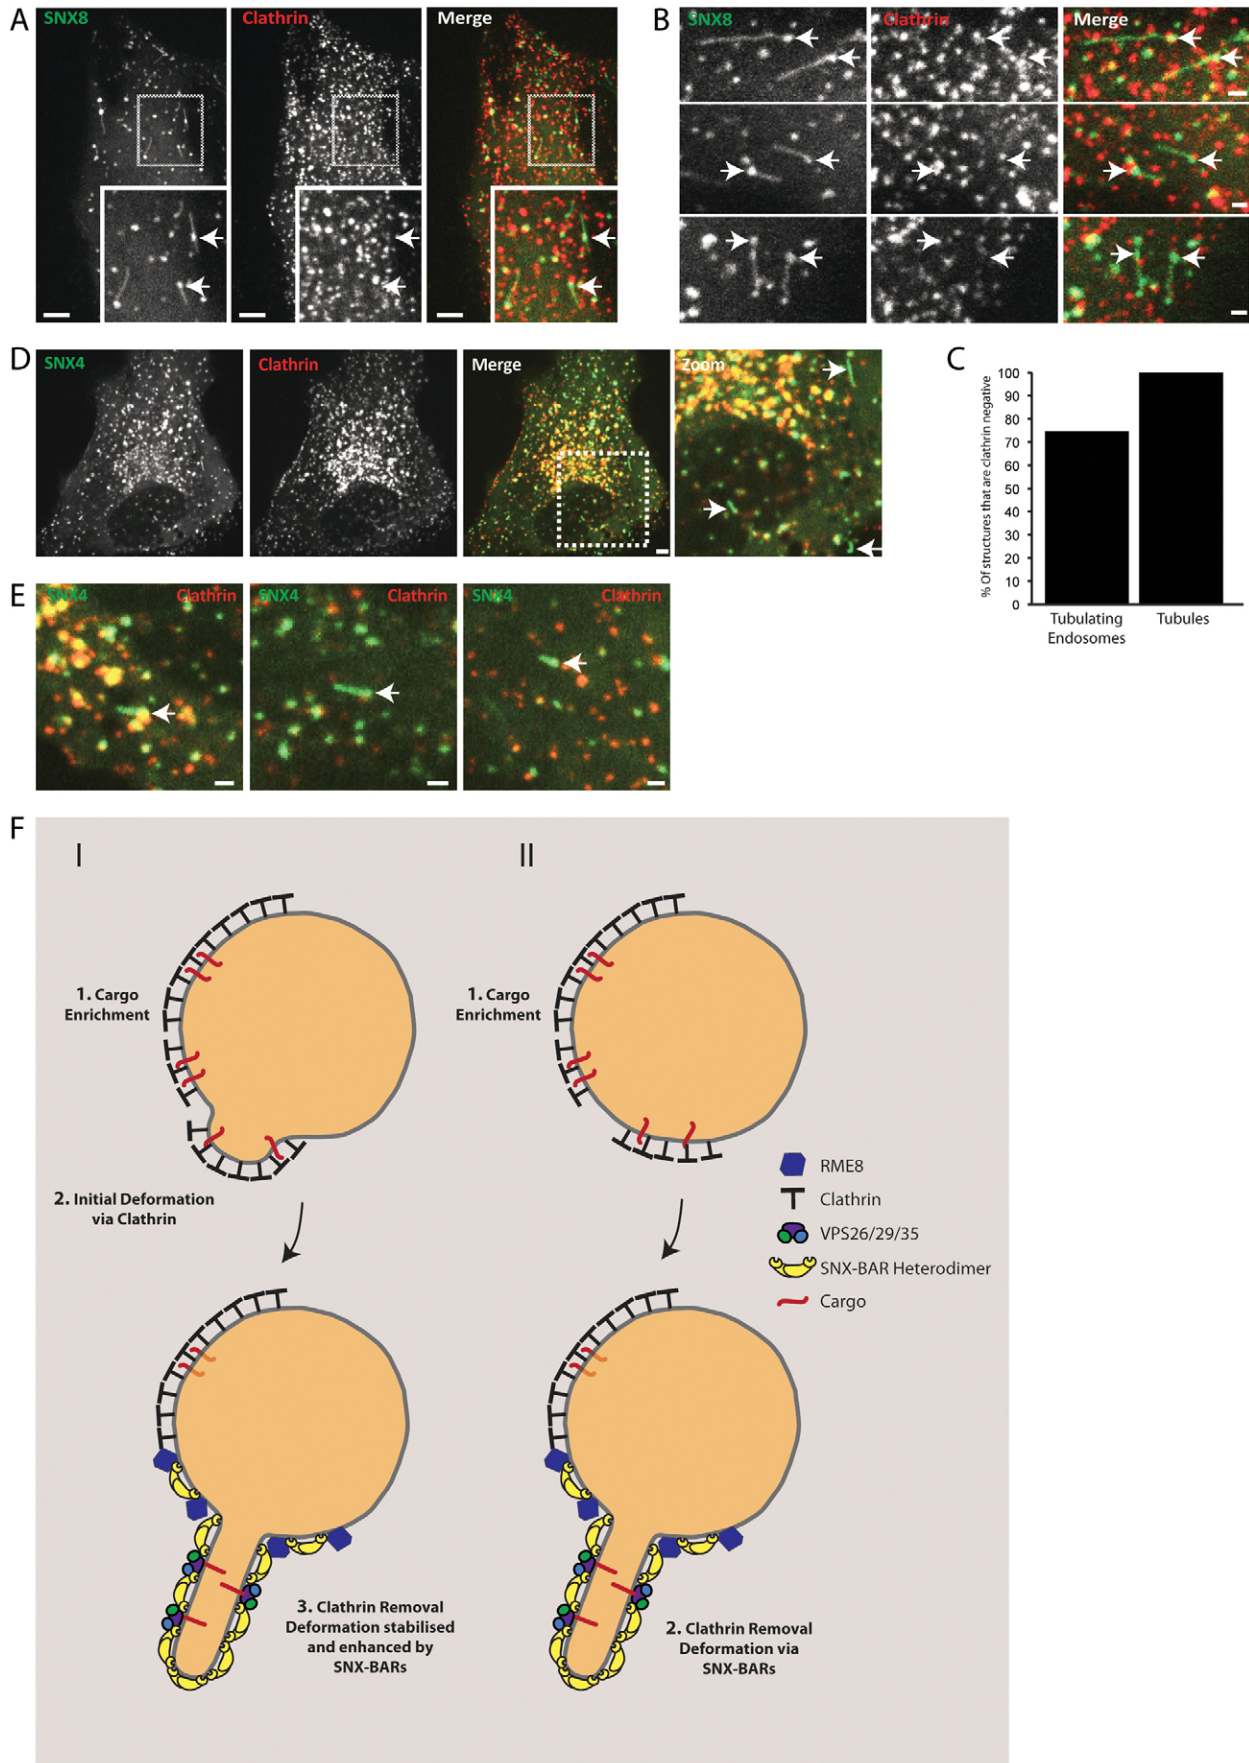 A
SNX8
Clathrin
Merge
B
SNX8
Clathrin
Merge
D
SNX4
Clathrin
Merge
Zoom
C
% Of structures that are clathrin negative
100
90
80
70
60
50
40
30
20
10
0
Tubulating
Endosomes
Tubules
E
SNX4
Clathrin
SNX4
Clathrin
SNX4
Clathrin
F
I
II
1. Cargo
Enrichment
2. Initial Deformation
via Clathrin
3. Clathrin Removal
Deformation stabilised
and enhanced by
SNX-BARs
1. Cargo
Enrichment
RME8
Clathrin
VPS26/29/35
SNX-BAR Heterodimer
Cargo
2. Clathrin Removal
Deformation via
SNX-BARs